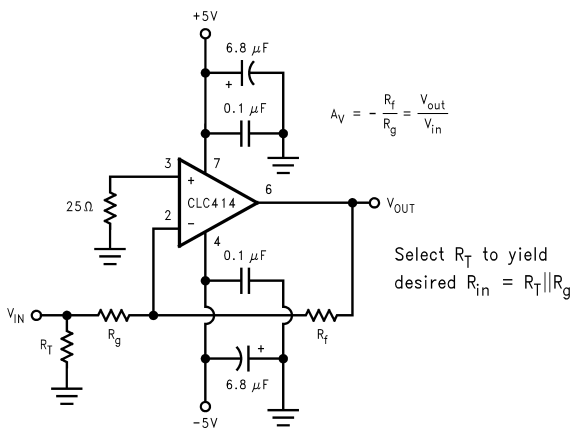 +5V
6.8 μF
+
0.1 μF
A_V = - R_f/R_g = V_out/V_in
3
7
+
25Ω
CLC414
6
V_OUT
2
-
4
0.1 μF
Select R_T to yield
desired R_in = R_T||R_g
V_IN
R_g
R_f
R_T
+
6.8 μF
-5V